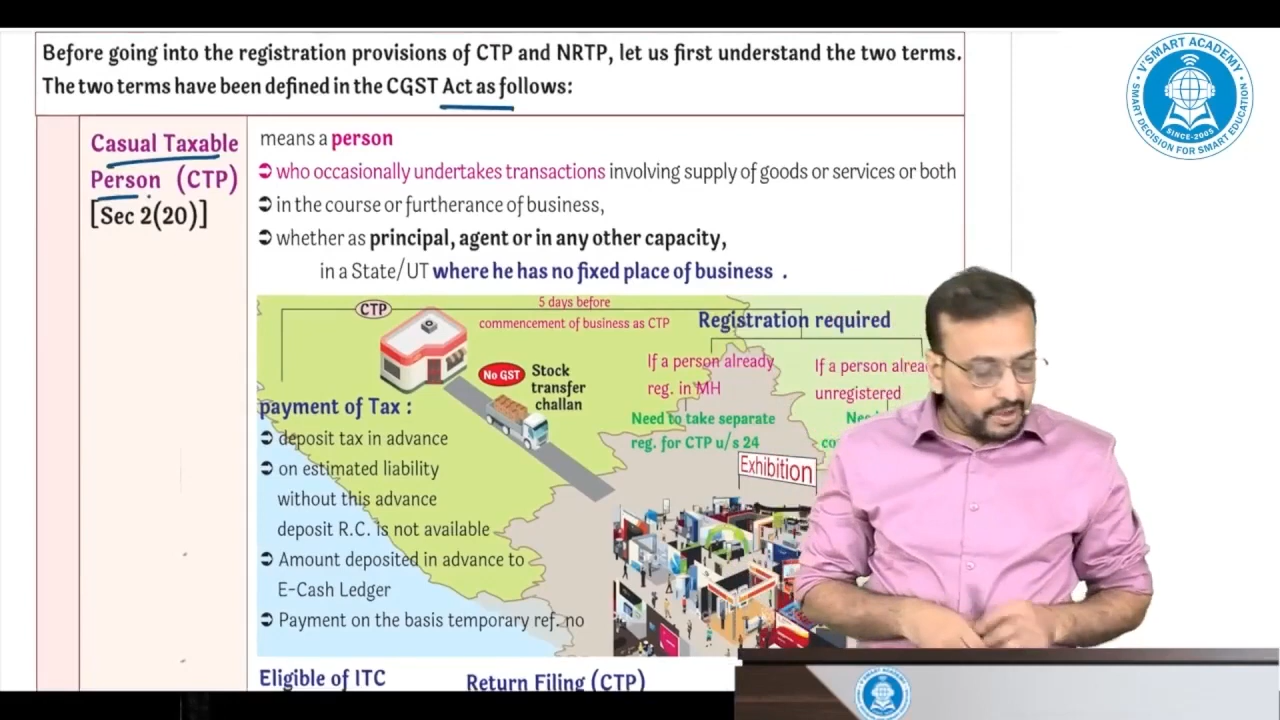 Before going into the registration provisions of CTP and NRTP, let us first understand the two terms.
The two terms have been defined in the CGST Act as follows:
Casual Taxable
Person (CTP)
[Sec 2(20)]
means a person
➲ who occasionally undertakes transactions involving supply of goods or services or both
➲ in the course or furtherance of business,
➲ whether as principal, agent or in any other capacity,
in a State/UT where he has no fixed place of business .
CTP
5 days before
commencement of business as CTP
Registration required
No GST
Stock
transfer
challan
If a person already
reg. in MH
Need to take separate
reg. for CTP u/s 24
If a person
unregistered
Exhibition
payment of Tax :
➲ deposit tax in advance
➲ on estimated liability
without this advance
deposit R.C. is not available
➲ Amount deposited in advance to
E-Cash Ledger
➲ Payment on the basis temporary ref. no
Eligible of ITC
Return Filing (CTP)
V'SMART ACADEMY
SMART DECISION FOR SMART EDUCATION
SINCE-2005